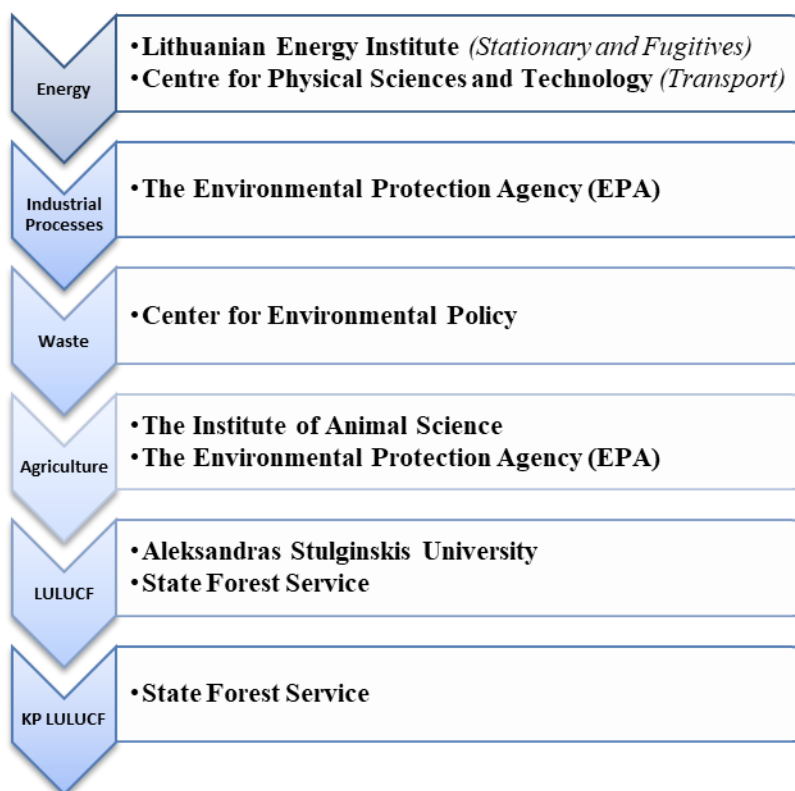 Energy
•Lithuanian Energy Institute (Stationary and Fugitives)
•Centre for Physical Sciences and Technology (Transport)
Industrial
Processes
•The Environmental Protection Agency (EPA)
Waste
•Center for Environmental Policy
Agriculture
•The Institute of Animal Science
•The Environmental Protection Agency (EPA)
LULUCF
•Aleksandras Stulginskis University
•State Forest Service
KP LULUCF
•State Forest Service